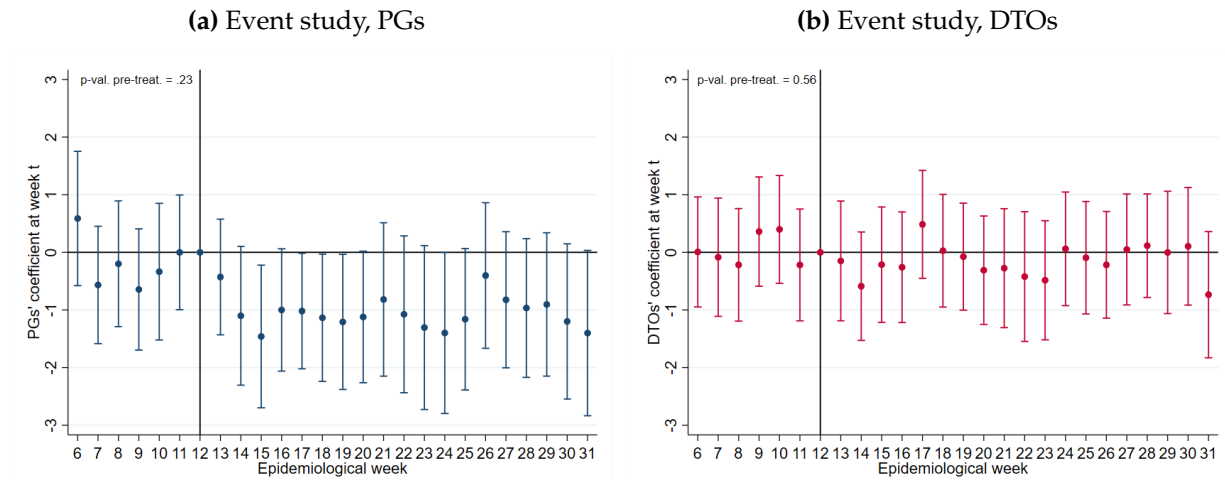 (a) Event study, PGs
p-val. pre-treat. = .23
PGs' coefficient at week t
3
2
1
0
-1
-2
-3
6 7 8 9 10 11 12 13 14 15 16 17 18 19 20 21 22 23 24 25 26 27 28 29 30 31
Epidemiological week
(b) Event study, DTOs
p-val. pre-treat. = 0.56
DTOs' coefficient at week t
3
2
1
0
-1
-2
-3
6 7 8 9 10 11 12 13 14 15 16 17 18 19 20 21 22 23 24 25 26 27 28 29 30 31
Epidemiological week